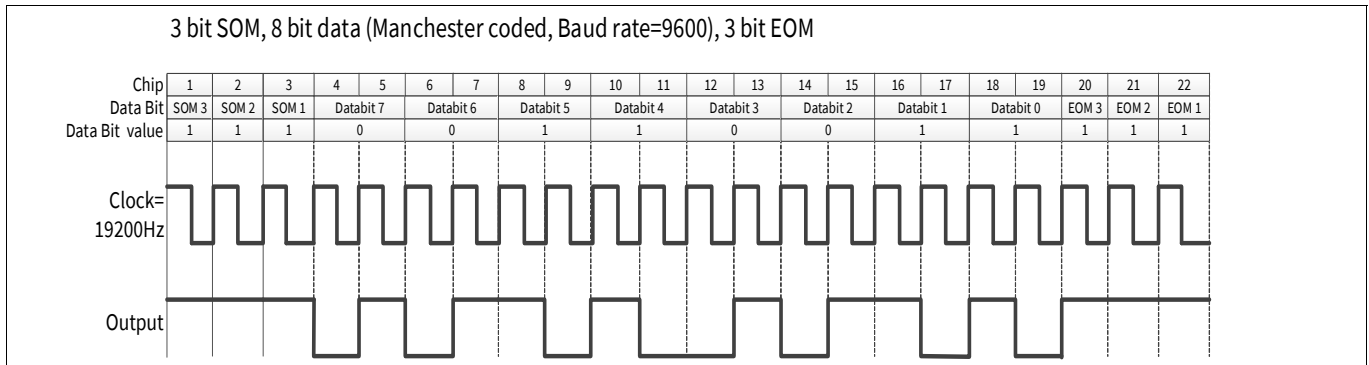 3 bit SOM, 8 bit data (Manchester coded, Baud rate=9600), 3 bit EOM
Chip 1 2 3 4 5 6 7 8 9 10 11 12 13 14 15 16 17 18 19 20 21 22
Data Bit SOM 3 SOM 2 SOM 1 Databit 7 Databit 6 Databit 5 Databit 4 Databit 3 Databit 2 Databit 1 Databit 0 EOM 3 EOM 2 EOM 1
Data Bit value 1 1 1 0 0 1 1 0 0 1 1 1 1 1
Clock=
19200Hz
Output